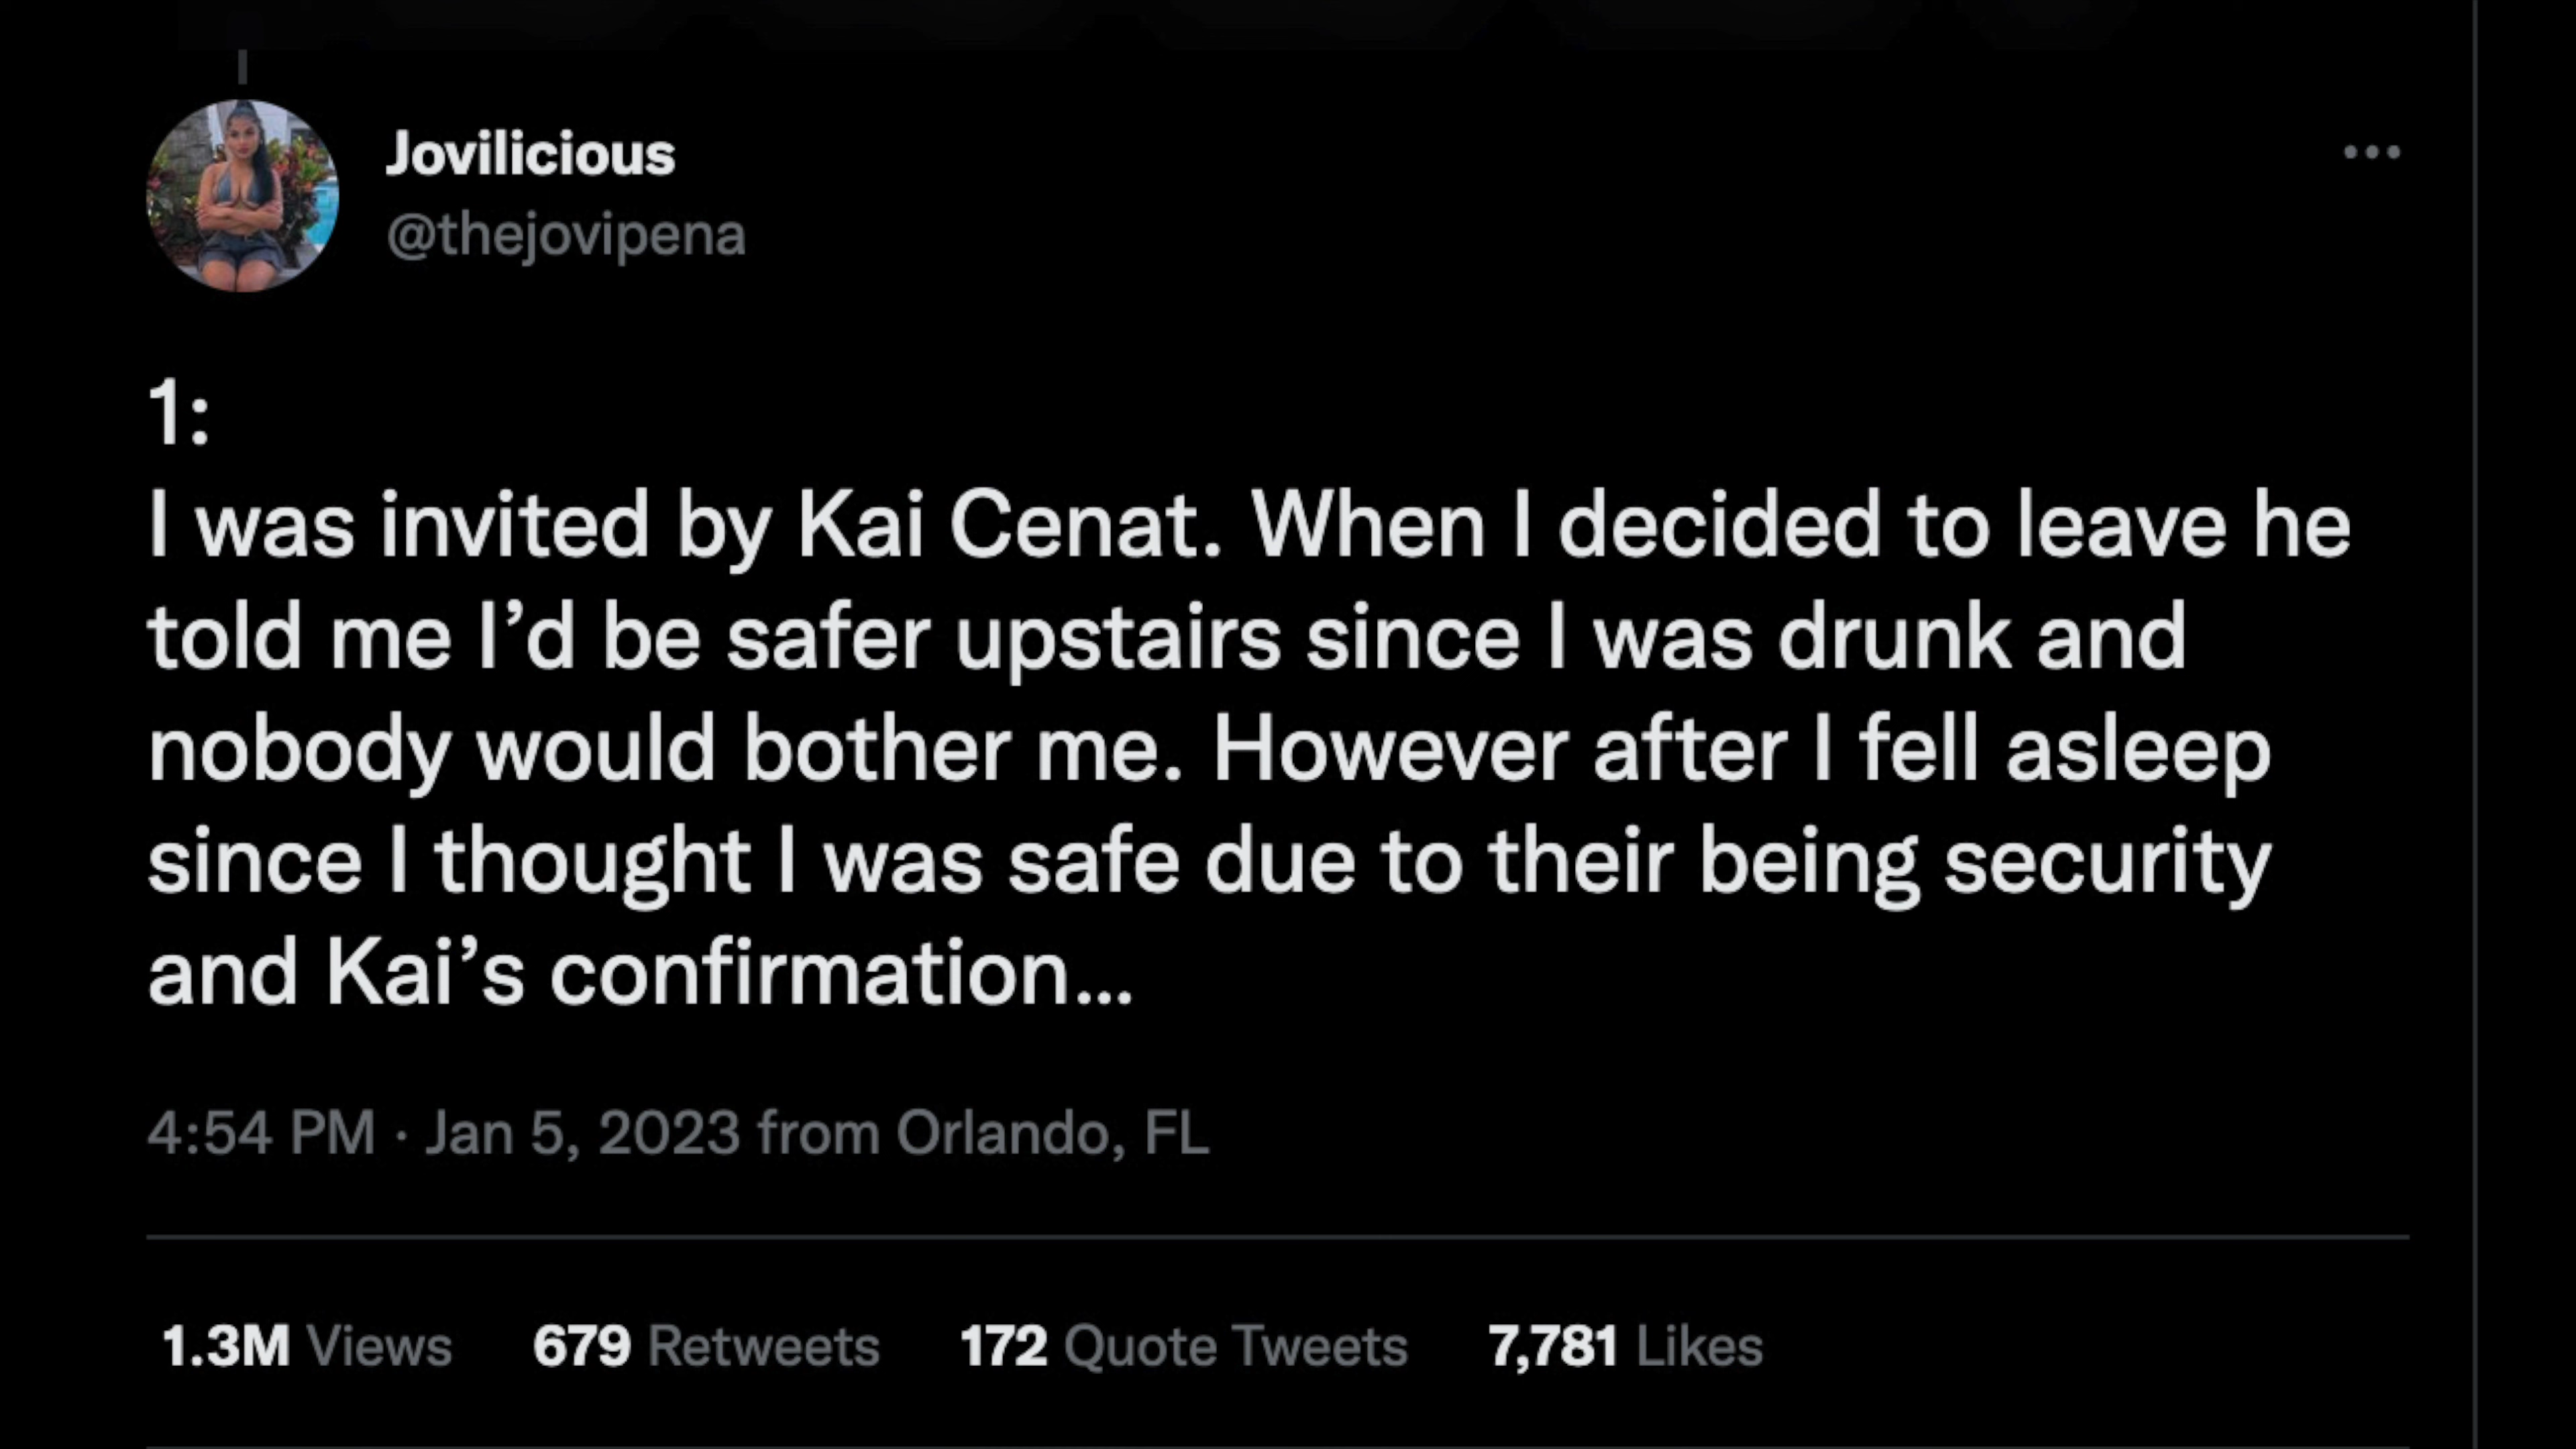 Jovilicious
@thejovipena
1:
I was invited by Kai Cenat. When I decided to leave he
told me I’d be safer upstairs since I was drunk and
nobody would bother me. However after I fell asleep
since I thought I was safe due to their being security
and Kai’s confirmation...
4:54 PM · Jan 5, 2023 from Orlando, FL
1.3M Views 679 Retweets 172 Quote Tweets 7,781 Likes